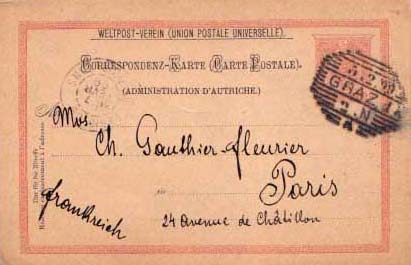 WELTPOST-VEREIN (UNION POSTALE UNIVERSELLE).
CORRESPONDENZ-KARTE (CARTE POSTALE).
(ADMINISTRATION D'AUTRICHE).
GRAZ
Mos.
Ch. Gauthier-fleurier
Paris
24 Avenue de Châtillon
Frankreich